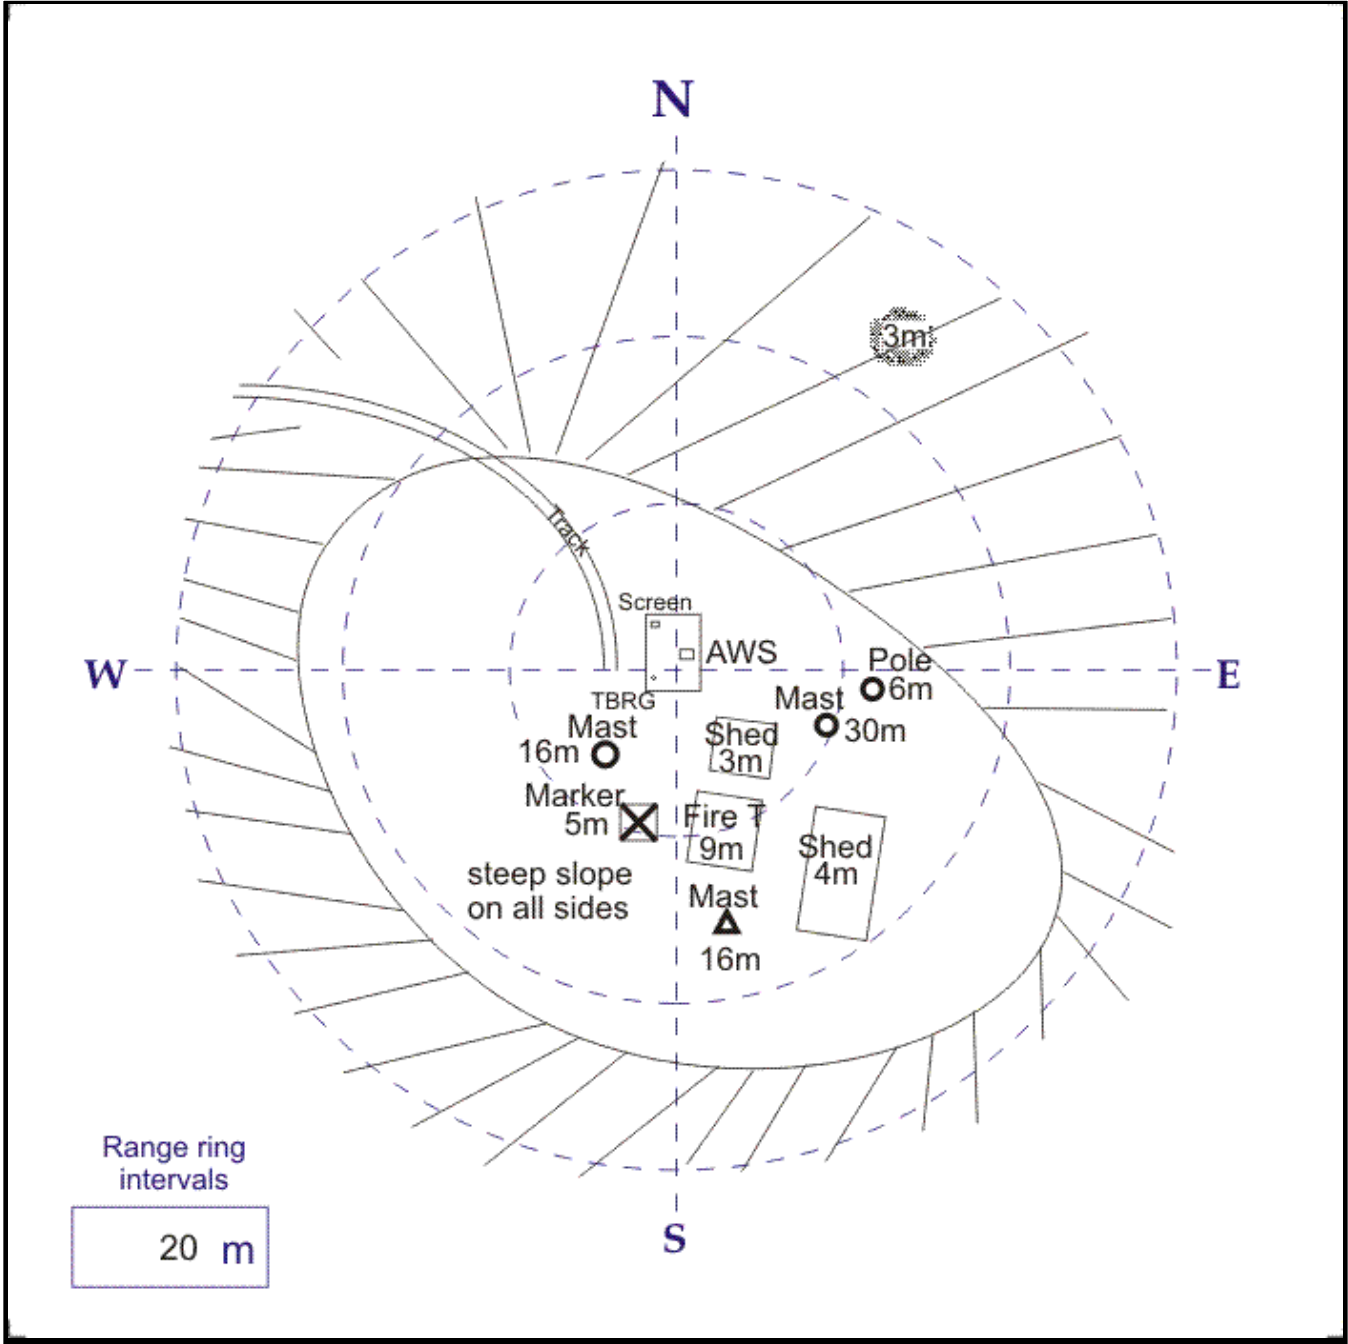 N
3m
Track
Screen
AWS
W
E
Pole
6m
TBRG
Mast
30m
Mast
16m
Shed
3m
Marker
5m
Fire T
9m
Shed
4m
steep slope
on all sides
Mast
16m
Range ring
intervals
20 m
S